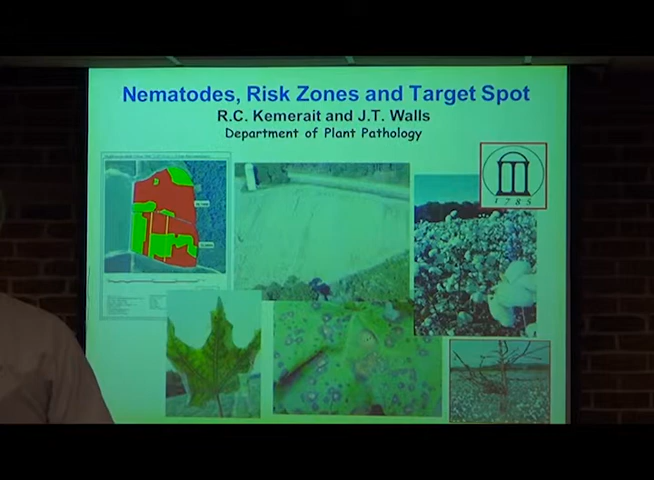 Nematodes, Risk Zones and Target Spot
R.C. Kemerait and J.T. Walls
Department of Plant Pathology
1785